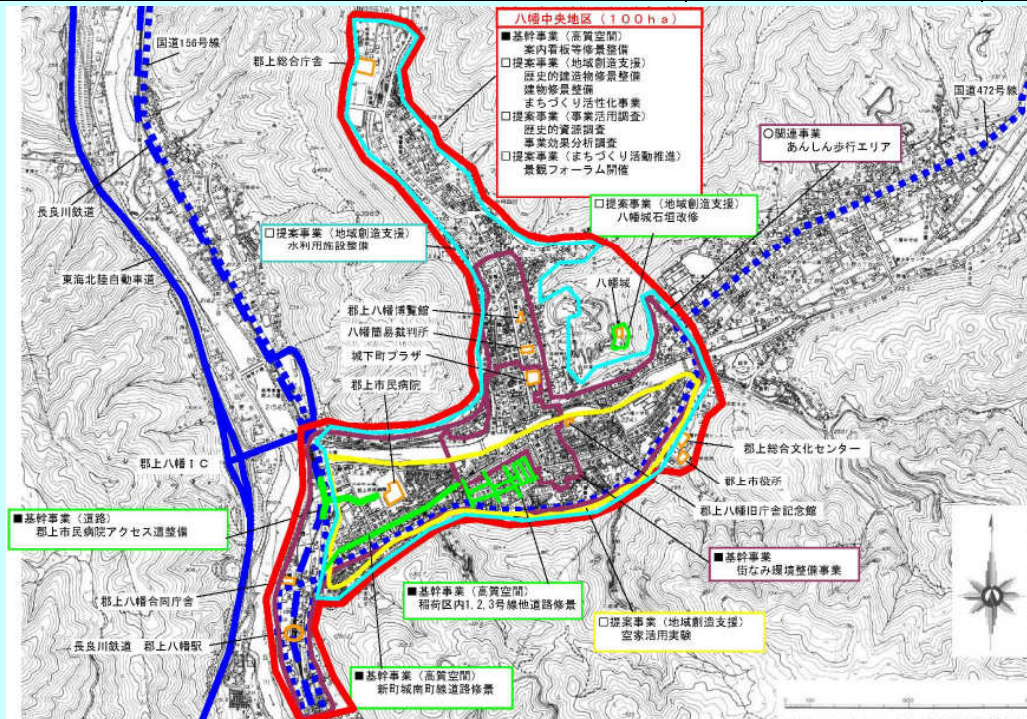 八幡中央地区（100ha）
■基幹事業（高質空間）
案内看板等修景整備
□提案事業（地域創造支援）
歴史的建造物修景整備
建物修景整備
まちづくり活性化事業
□提案事業（事業活用調査）
歴史的資源調査
事業効果分析調査
□提案事業（まちづくり活動推進）
景観フォーラム開催
国道156号線
郡上総合庁舎
国道472号線
○関連事業
あんしん歩行エリア
長良川鉄道
□提案事業（地域創造支援）
八幡城石垣改修
□提案事業（地域創造支援）
水利用施設整備
東海北陸自動車道
八幡城
郡上八幡博覧館
八幡簡易裁判所
城下町プラザ
郡上市民病院
郡上八幡IC
郡上総合文化センター
郡上市役所
郡上八幡旧庁舎記念館
■基幹事業（道路）
郡上市民病院アクセス道整備
■基幹事業
街なみ環境整備事業
郡上八幡合同庁舎
■基幹事業（高質空間）
稲荷区内1,2,3号線他道路修景
□提案事業（地域創造支援）
空家活用実験
長良川鉄道　郡上八幡駅
■基幹事業（高質空間）
新町城南町線道路修景